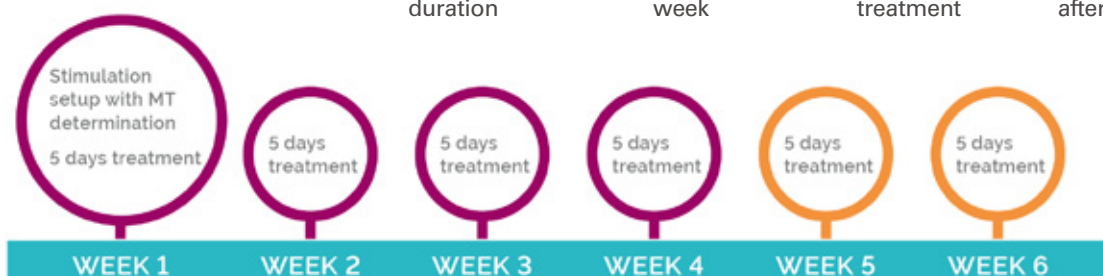 duration week treatment after
Stimulation
setup with MT
determination
5 days treatment
5 days
treatment
5 days
treatment
5 days
treatment
5 days
treatment
5 days
treatment
WEEK 1 WEEK 2 WEEK 3 WEEK 4 WEEK 5 WEEK 6